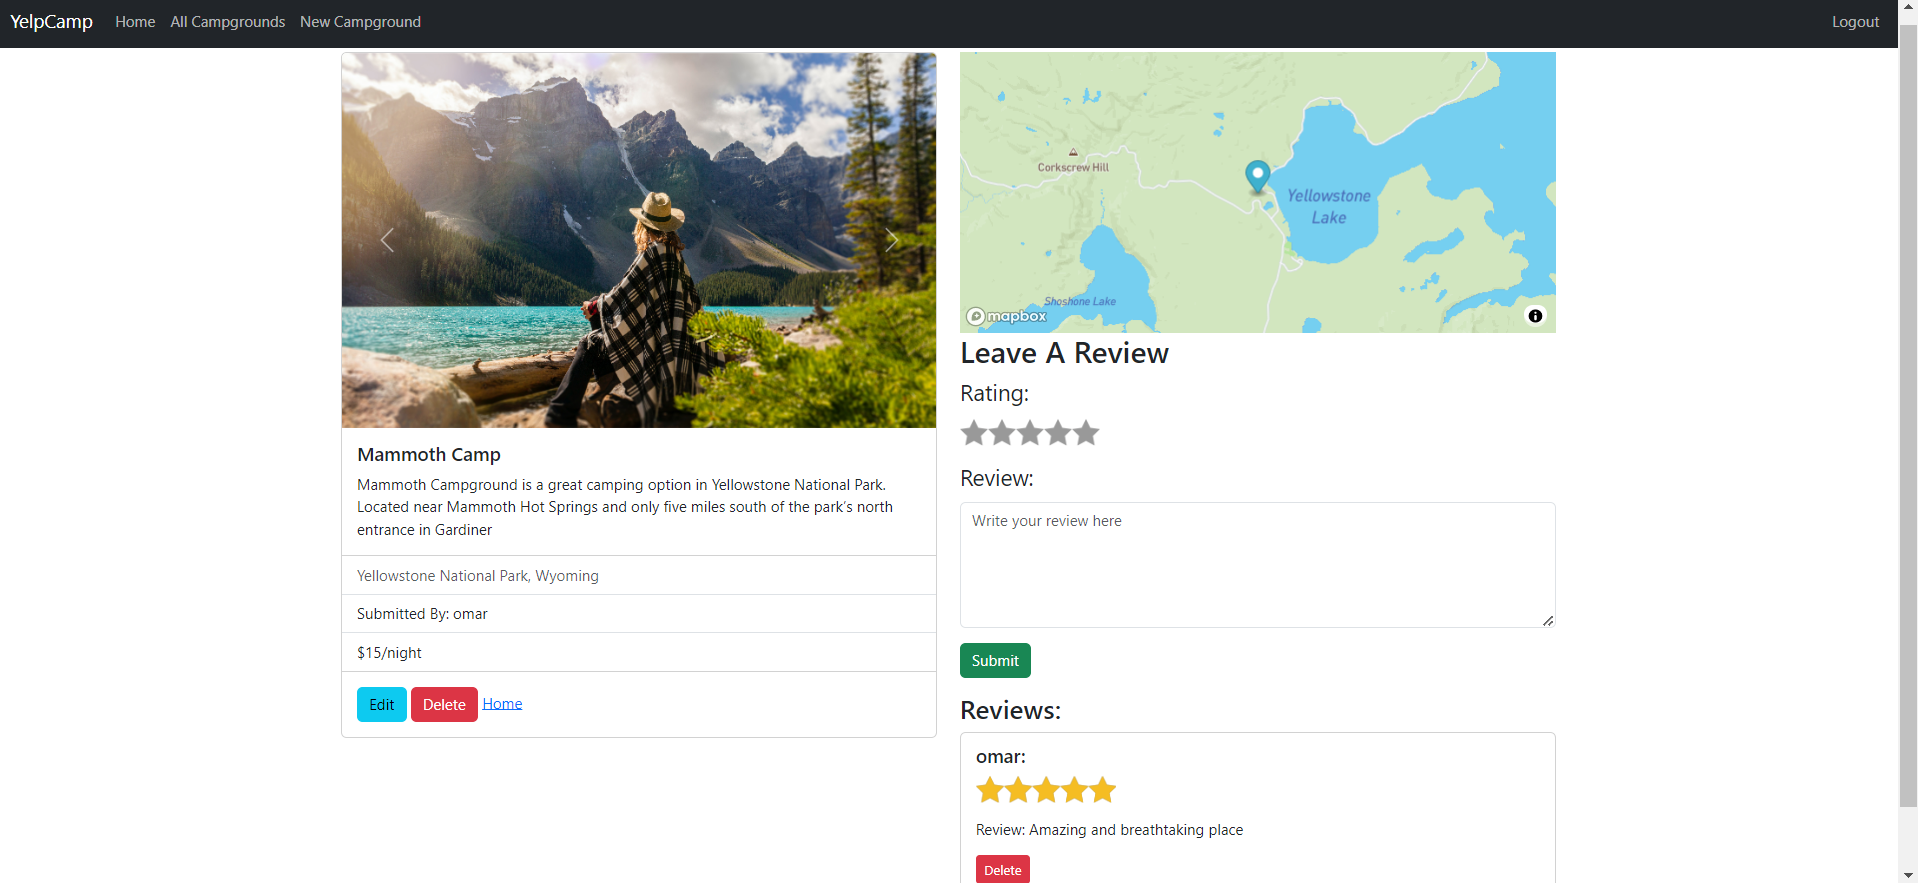 YelpCamp Home All Campgrounds New Campground Logout
Mammoth Camp
Mammoth Campground is a great camping option in Yellowstone National Park.
Located near Mammoth Hot Springs and only five miles south of the park’s north
entrance in Gardiner
Yellowstone National Park, Wyoming
Submitted By: omar
$15/night
Edit Delete Home
Corkscrew Hill
Yellowstone
Lake
Shoshone Lake
mapbox
Leave A Review
Rating:
Review:
Write your review here
Submit
Reviews:
omar:
Review: Amazing and breathtaking place
Delete